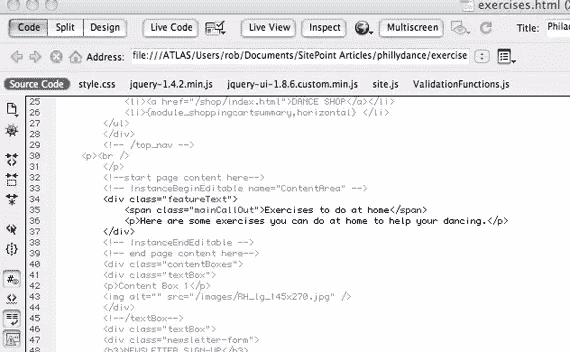 exercises.html (M
Code Split Design Live Code Live View Inspect Multiscreen Title: Phila
Address: file:///ATLAS/Users/rob/Documents/SitePoint Articles/phillydance/exercise
Source Code style.css jquery-1.4.2.min.js jquery-ui-1.8.6.custom.min.js site.js ValidationFunctions.js
25 <li><a href="/shop/index.html">DANCE SHOP</a></li>
26 <li>{module_shoppingcartsummary,horizontal} </li>
27 </ul>
28 </div>
29 <!-- /top_nav -->
30 <p><br />
31 </p>
32 <!--start page content here-->
33 <!-- InstanceBeginEditable name="ContentArea" -->
34 <div class="featureText">
35 <span class="mainCallOut">Exercises to do at home</span>
36 <p>Here are some exercises you can do at home to help your dancing.</p>
37 </div>
38 <!-- InstanceEndEditable -->
39 <!-- end page content here-->
40 <div class="contentBoxes">
41 <div class="textBox">
42 <p>Content Box 1</p>
43 <img alt="" src="/images/RH_lg_145x270.jpg" />
44 </div>
45 <!--/textBox-->
46 <div class="textBox">
47 <div class="newsletter-form">
48 <h3>NEWSLETTER SIGN-UP</h3>